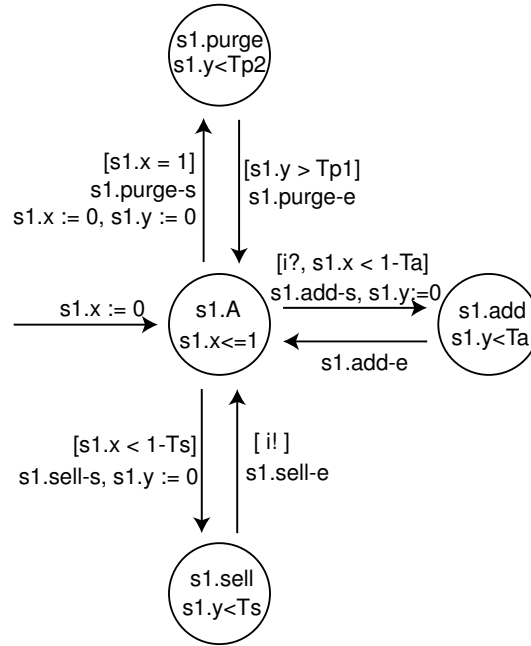 s1.purge
s1.y<Tp2
[s1.x = 1]
s1.purge-s
s1.x := 0, s1.y := 0
[s1.y > Tp1]
s1.purge-e
[i?, s1.x < 1-Ta]
s1.add-s, s1.y:=0
s1.x := 0
s1.A
s1.x<=1
s1.add
s1.y<Ta
s1.add-e
[s1.x < 1-Ts]
s1.sell-s, s1.y := 0
[ i! ]
s1.sell-e
s1.sell
s1.y<Ts